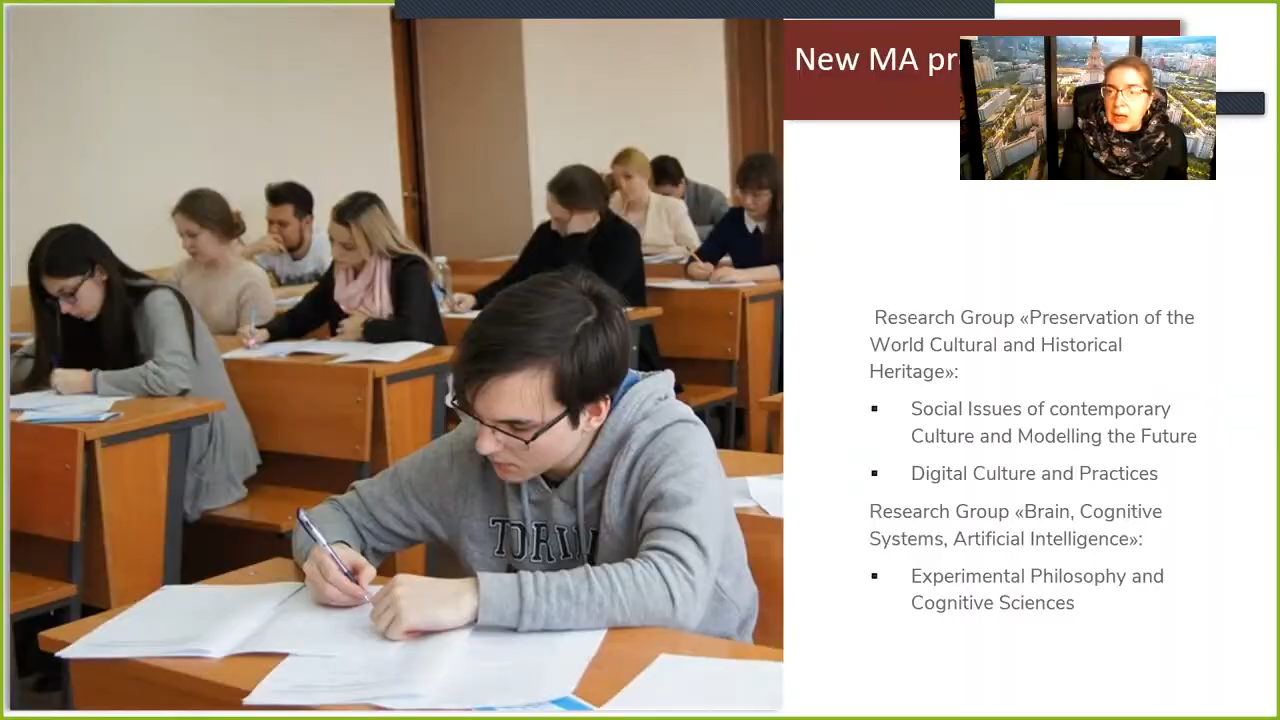 New MA
Research Group «Preservation of the
World Cultural and Historical
Heritage»:
Social Issues of contemporary
Culture and Modelling the Future
Digital Culture and Practices
Research Group «Brain, Cognitive
Systems, Artificial Intelligence»:
Experimental Philosophy and
Cognitive Sciences